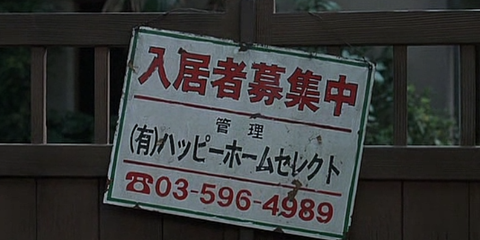 入居者募集中
管理
(有)ハッピーホームセレクト
☎03-596-4989